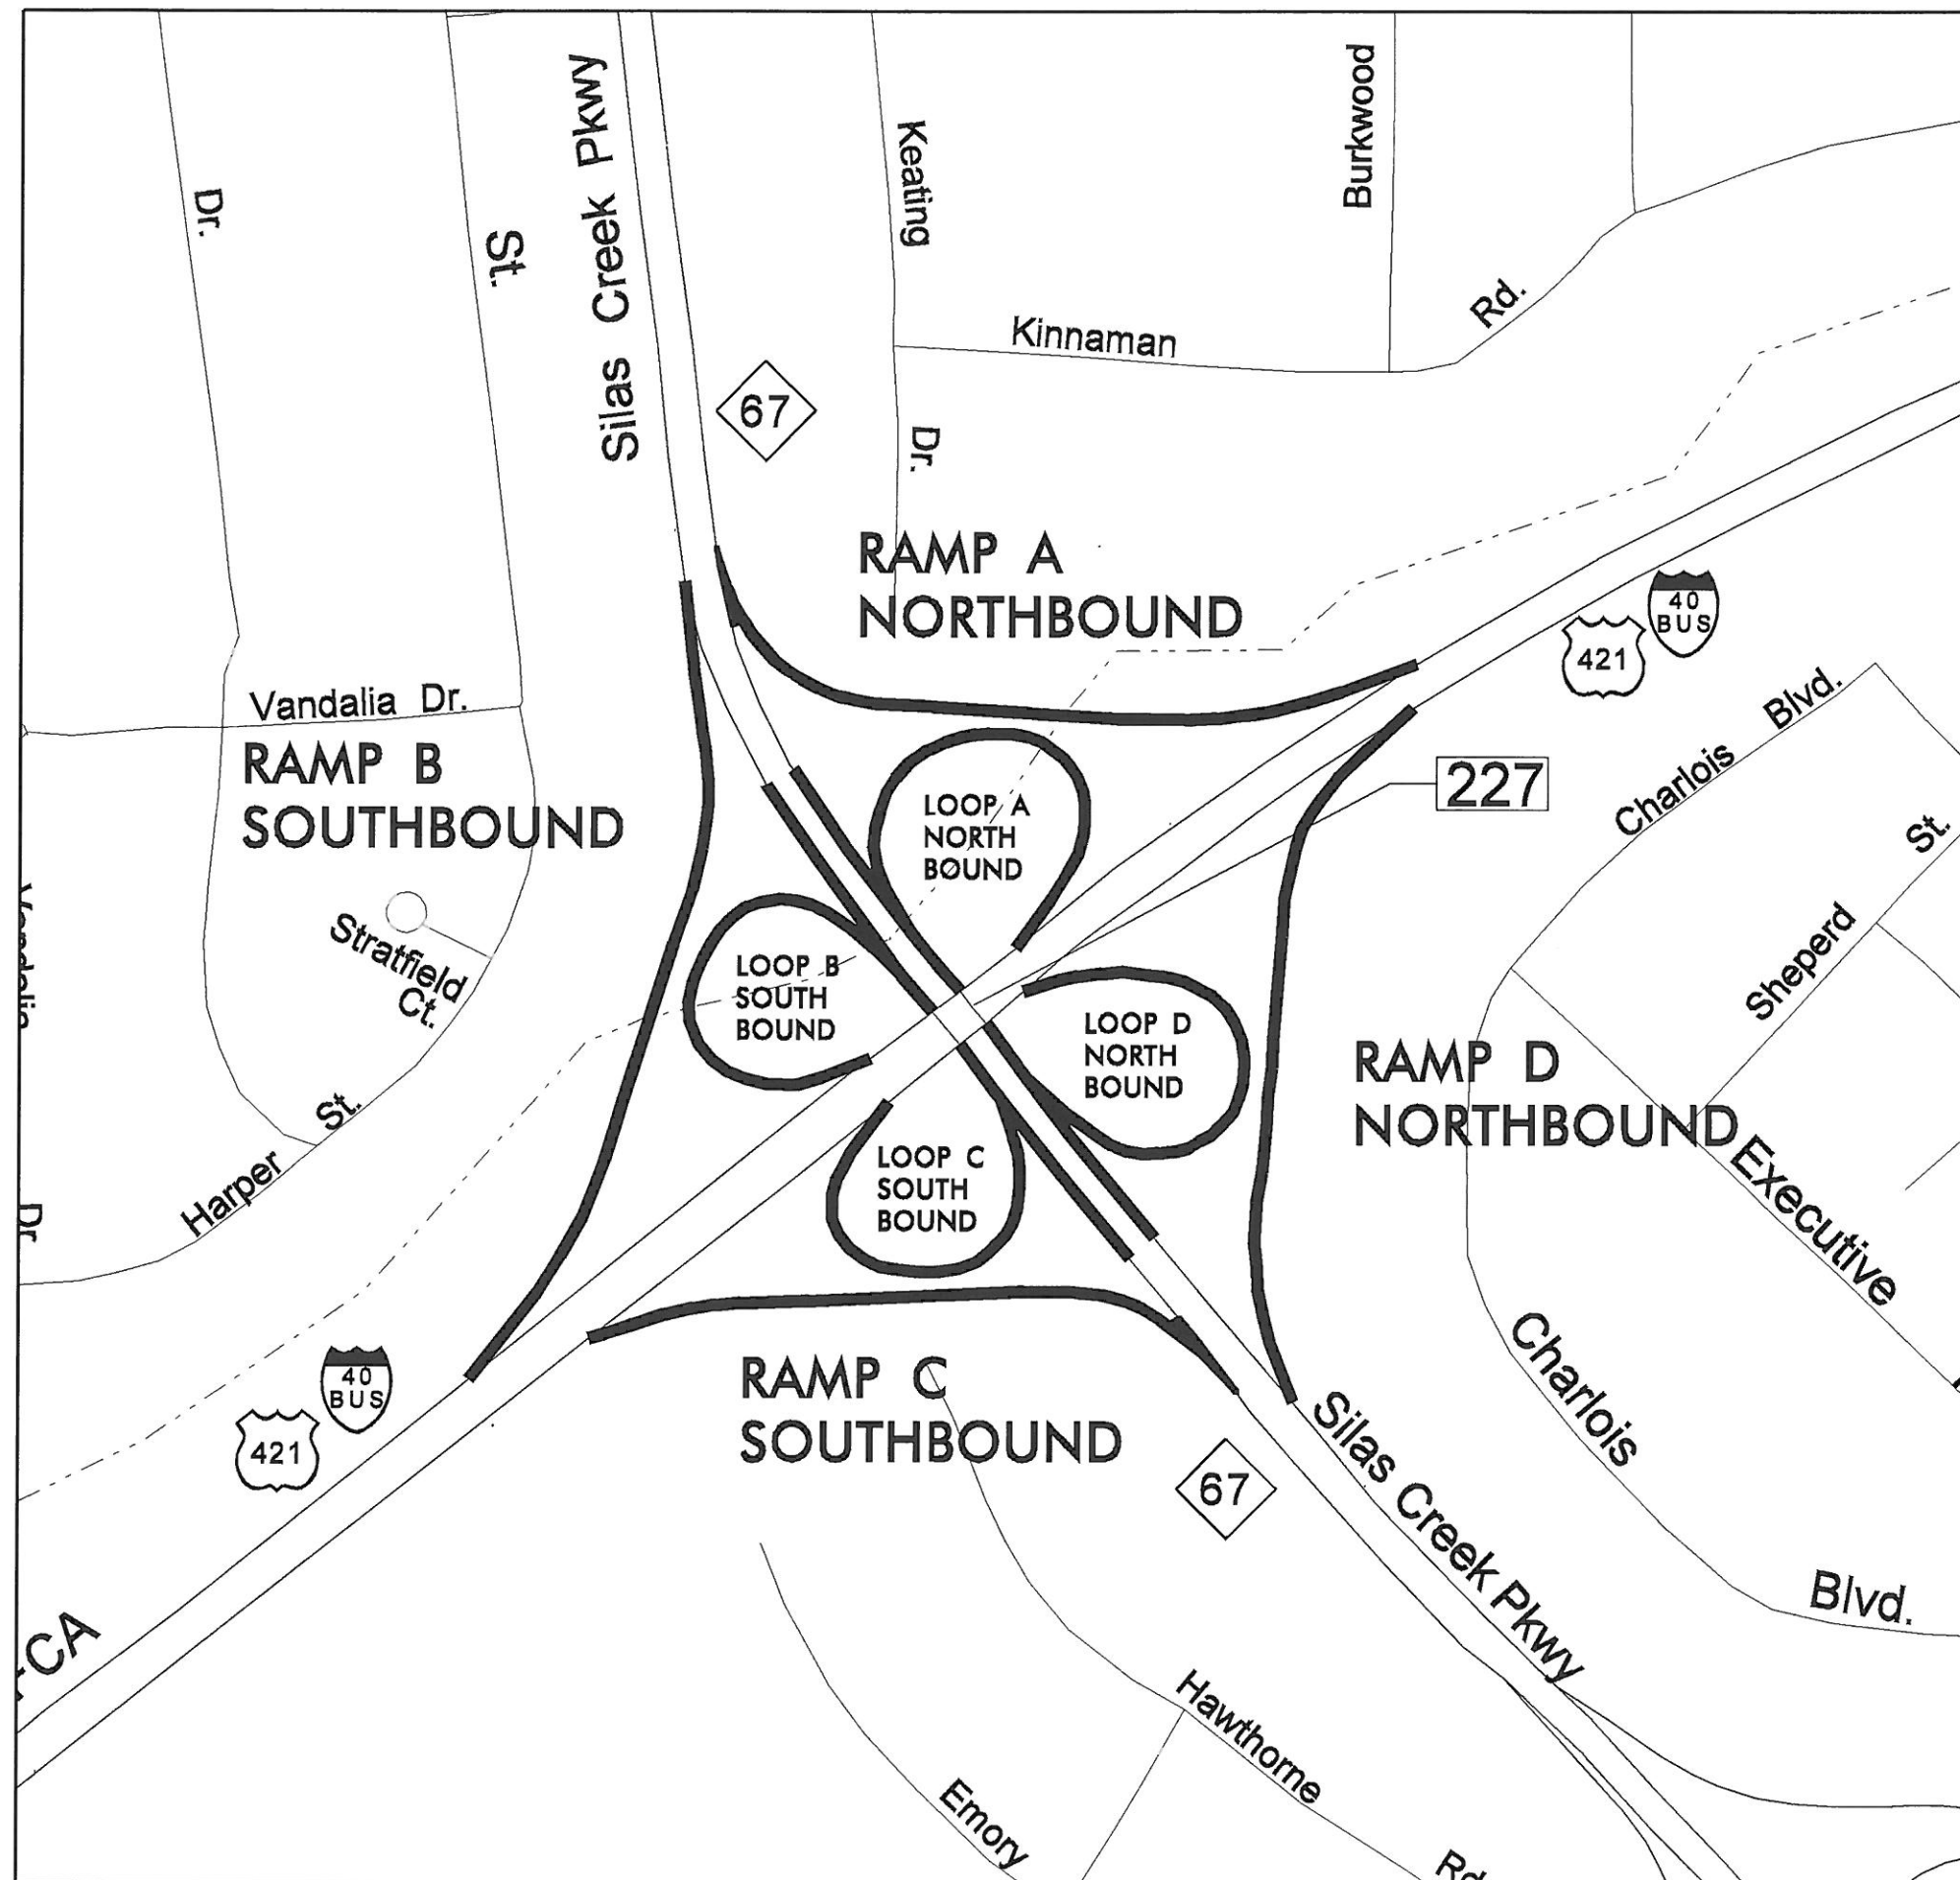 Silas Creek Pkwy
Keating
Burkwood
Dr.
St.
Kinnaman
Rd.
67
Dr.
RAMP A
NORTHBOUND
40
BUS
421
Vandalia Dr.
RAMP B
SOUTHBOUND
227
Charlois
Blvd.
LOOP A
NORTH
BOUND
St.
Sheperd
Stratfield
Ct.
LOOP B
SOUTH
BOUND
LOOP D
NORTH
BOUND
RAMP D
NORTHBOUND
LOOP C
SOUTH
BOUND
Harper
St.
Dr.
Executive
Charlois
Blvd.
40
BUS
421
RAMP C
SOUTHBOUND
67
Silas Creek Pkwy
CA
Hawthorne
Rd
Emory